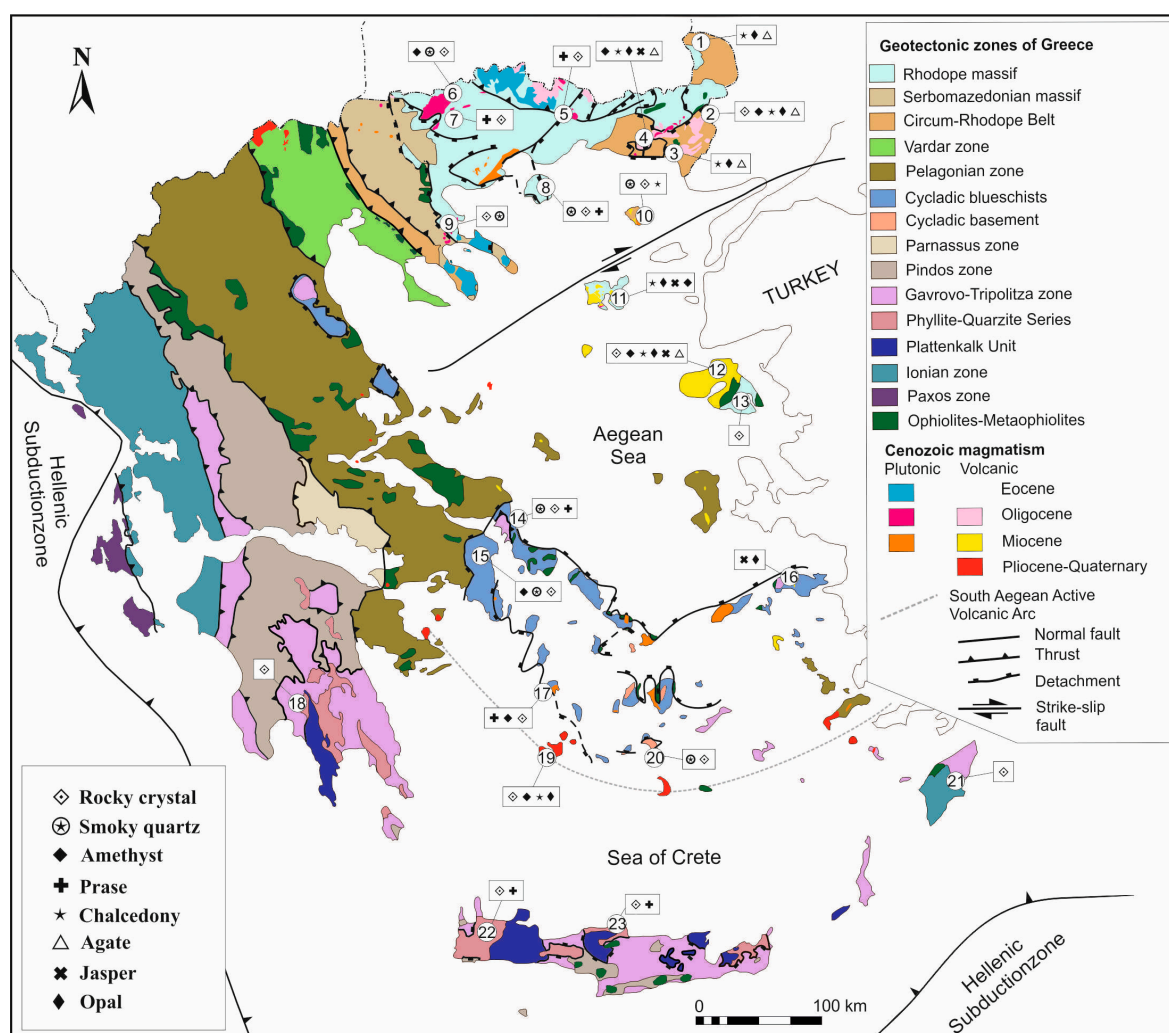 N
1
2
3
4
5
6
7
8
9
10
11
12
13
14
15
16
17
18
19
20
21
22
23
TURKEY
Aegean
Sea
Sea of Crete
Hellenic
Subductionzone
Hellenic
Subductionzone
0 100 km
Geotectonic zones of Greece
Rhodope massif
Serbomazedonian massif
Circum-Rhodope Belt
Vardar zone
Pelagonian zone
Cycladic blueschists
Cycladic basement
Parnassus zone
Pindos zone
Gavrovo-Tripolitza zone
Phyllite-Quarzite Series
Plattenkalk Unit
Ionian zone
Paxos zone
Ophiolites-Metaophiolites
Cenozoic magmatism
Plutonic Volcanic
Eocene
Oligocene
Miocene
Pliocene-Quaternary
South Aegean Active
Volcanic Arc
Normal fault
Thrust
Detachment
Strike-slip
fault
Rocky crystal
Smoky quartz
Amethyst
Prase
Chalcedony
Agate
Jasper
Opal